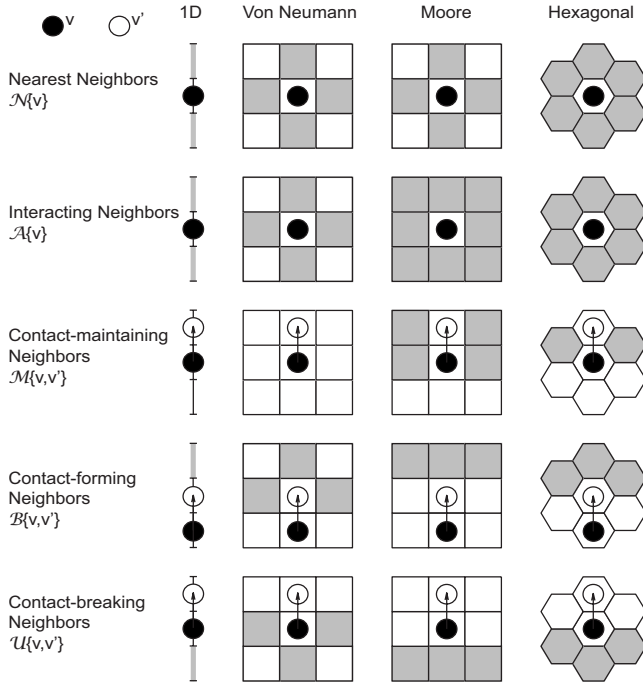 v v’ 1D Von Neumann Moore Hexagonal
Nearest Neighbors
𝒩{v}
Interacting Neighbors
𝒜{v}
Contact-maintaining
Neighbors
ℳ{v,v’}
Contact-forming
Neighbors
ℬ{v,v’}
Contact-breaking
Neighbors
𝒰{v,v’}